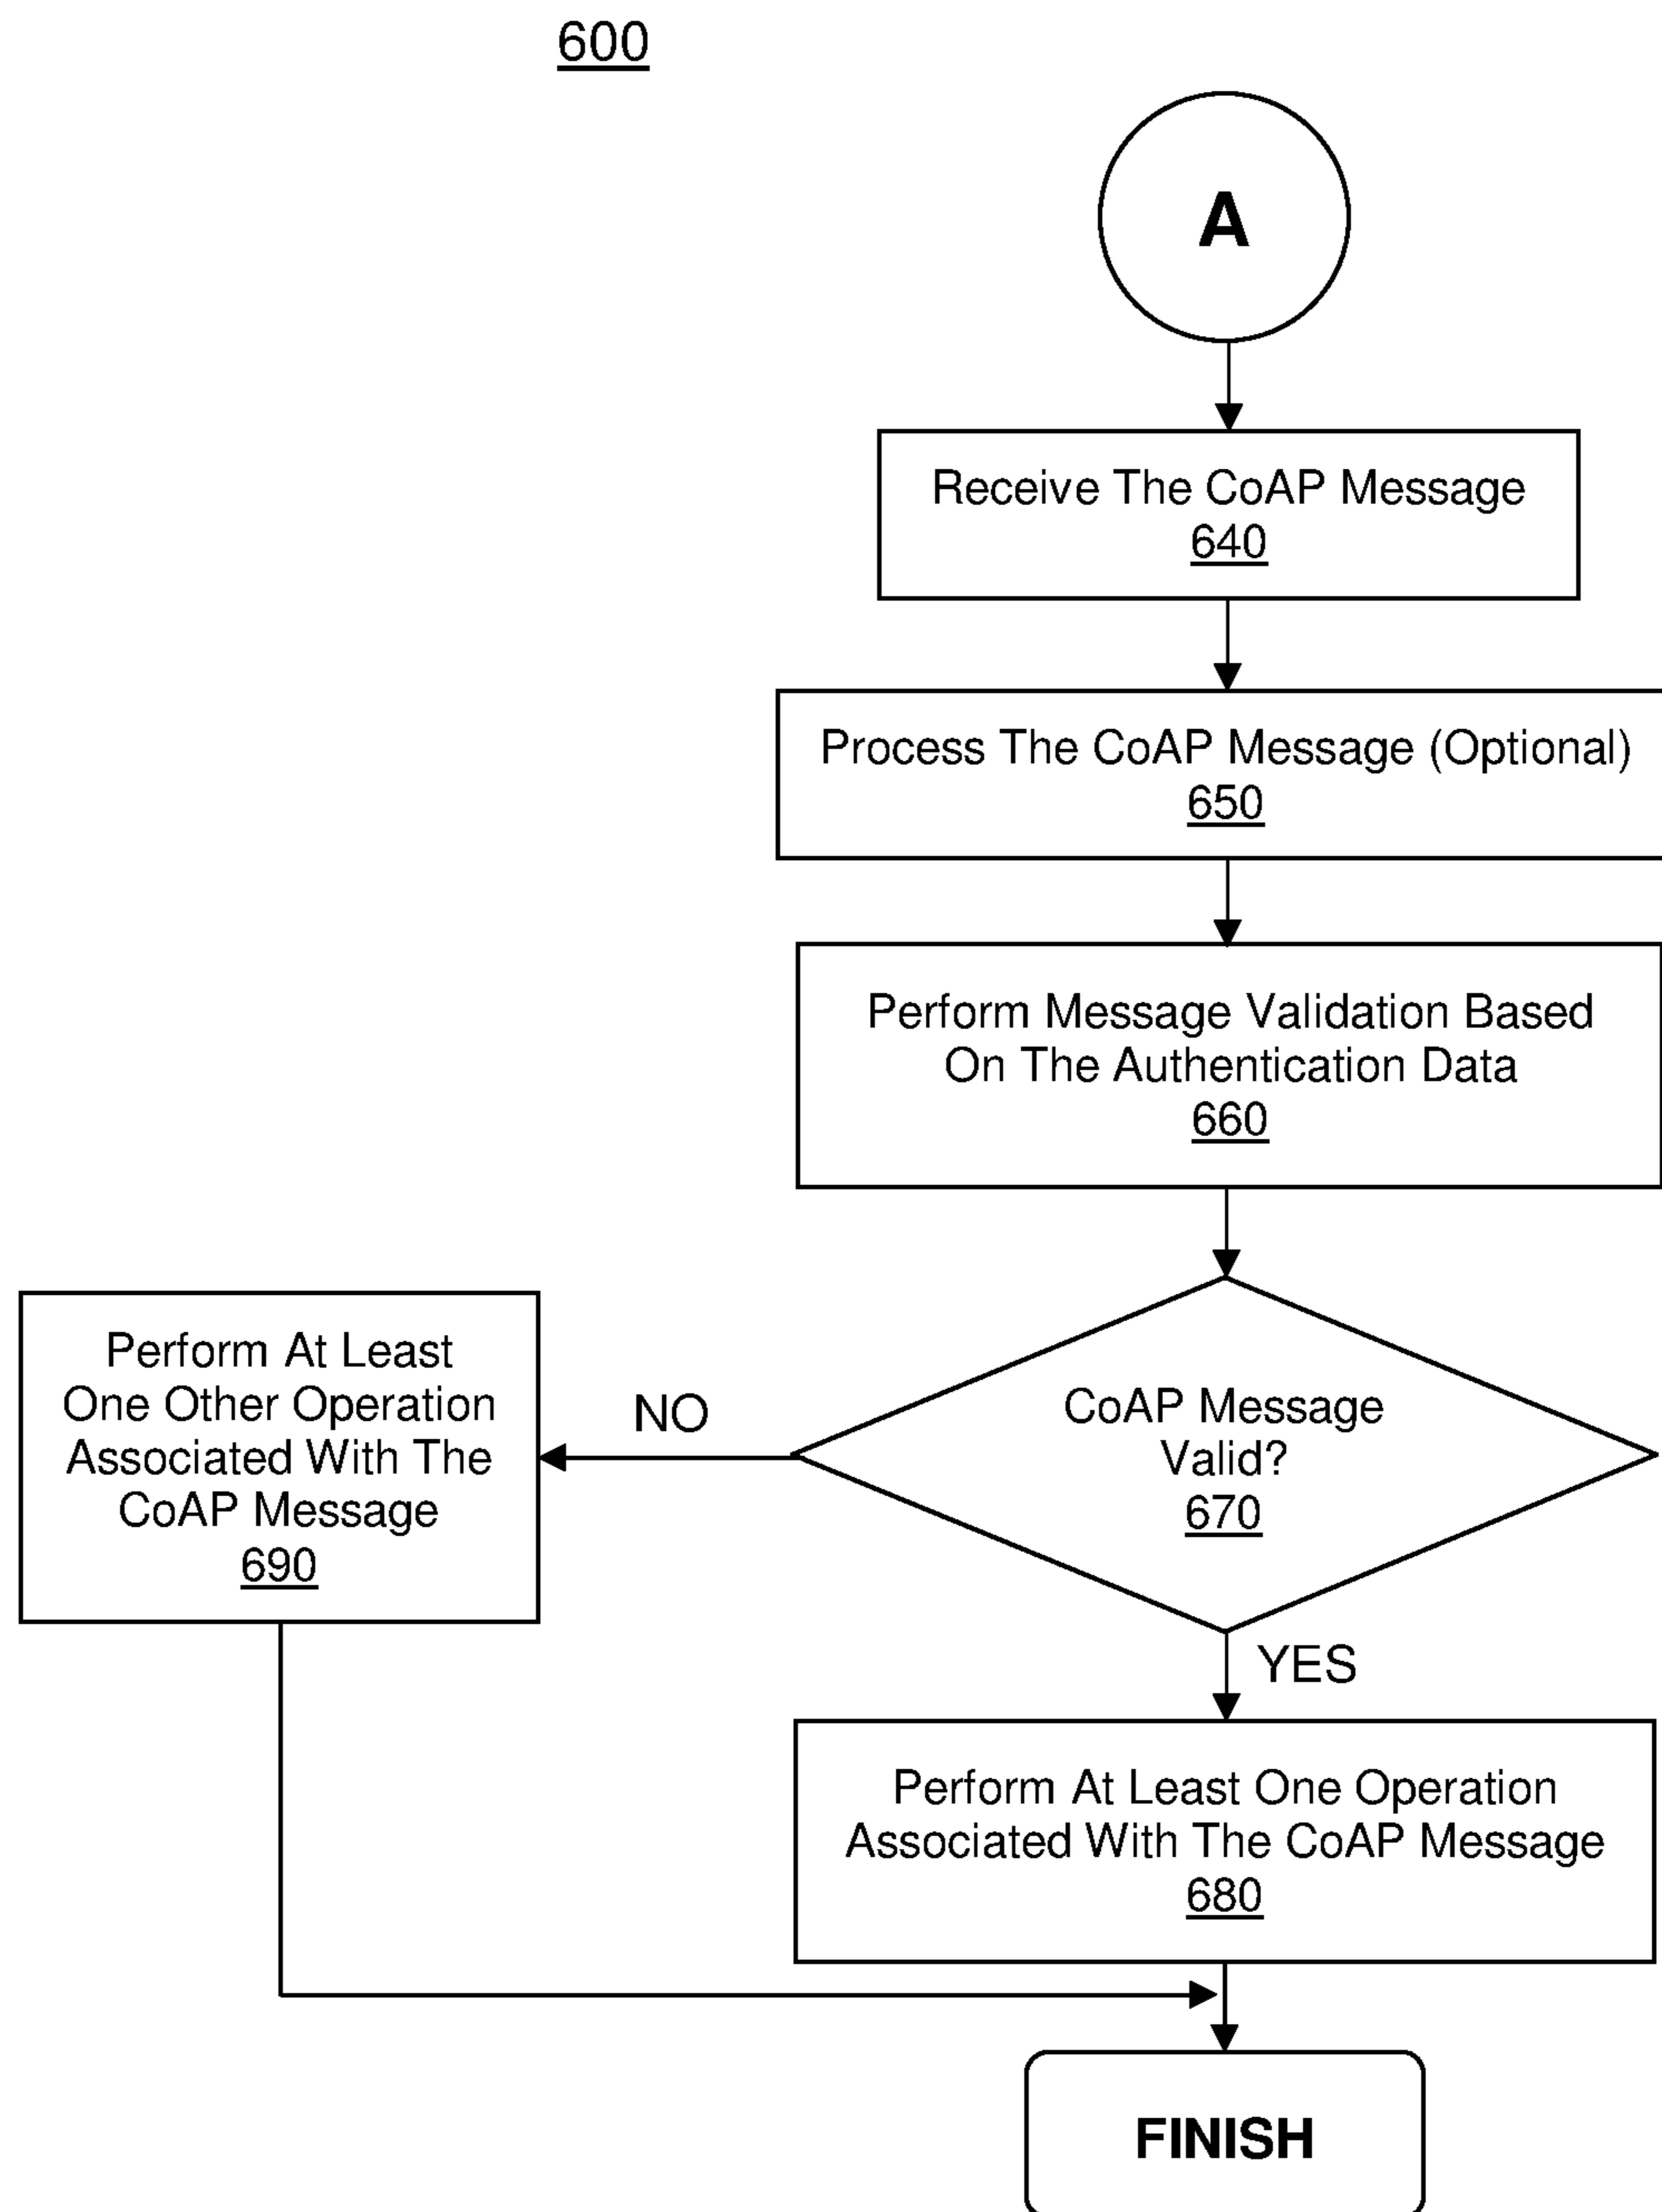 600
A
Receive The CoAP Message
640
Process The CoAP Message (Optional)
650
Perform Message Validation Based
On The Authentication Data
660
CoAP Message
Valid?
670
NO
Perform At Least
One Other Operation
Associated With The
CoAP Message
690
YES
Perform At Least One Operation
Associated With The CoAP Message
680
FINISH